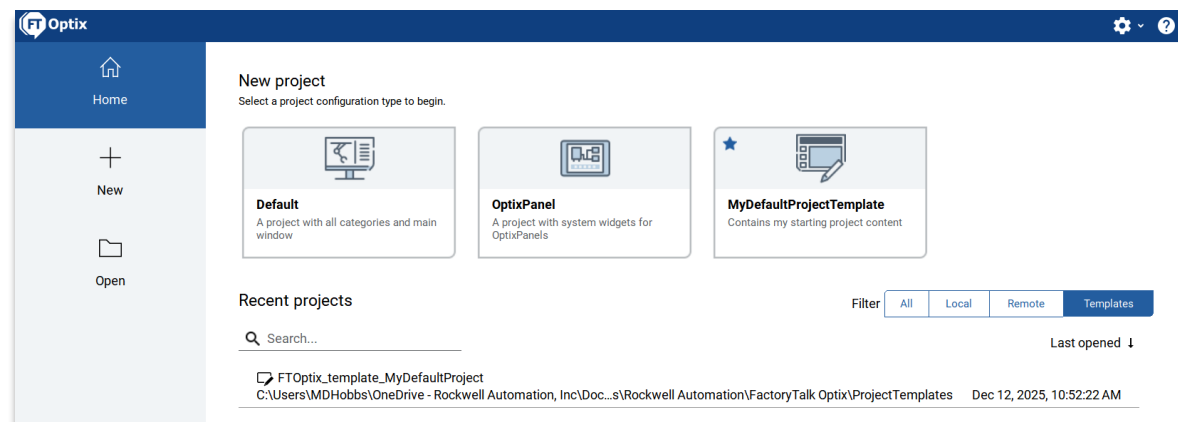 FT Optix
Home
New
Open
New project
Select a project configuration type to begin.
Default
A project with all categories and main
window
OptixPanel
A project with system widgets for
OptixPanels
MyDefaultProjectTemplate
Contains my starting project content
Recent projects
Filter All Local Remote Templates
Search...
Last opened ↓
FTOptix_template_MyDefaultProject
C:\Users\MDHobbs\OneDrive - Rockwell Automation, Inc\Doc...s\Rockwell Automation\FactoryTalk Optix\ProjectTemplates Dec 12, 2025, 10:52:22 AM